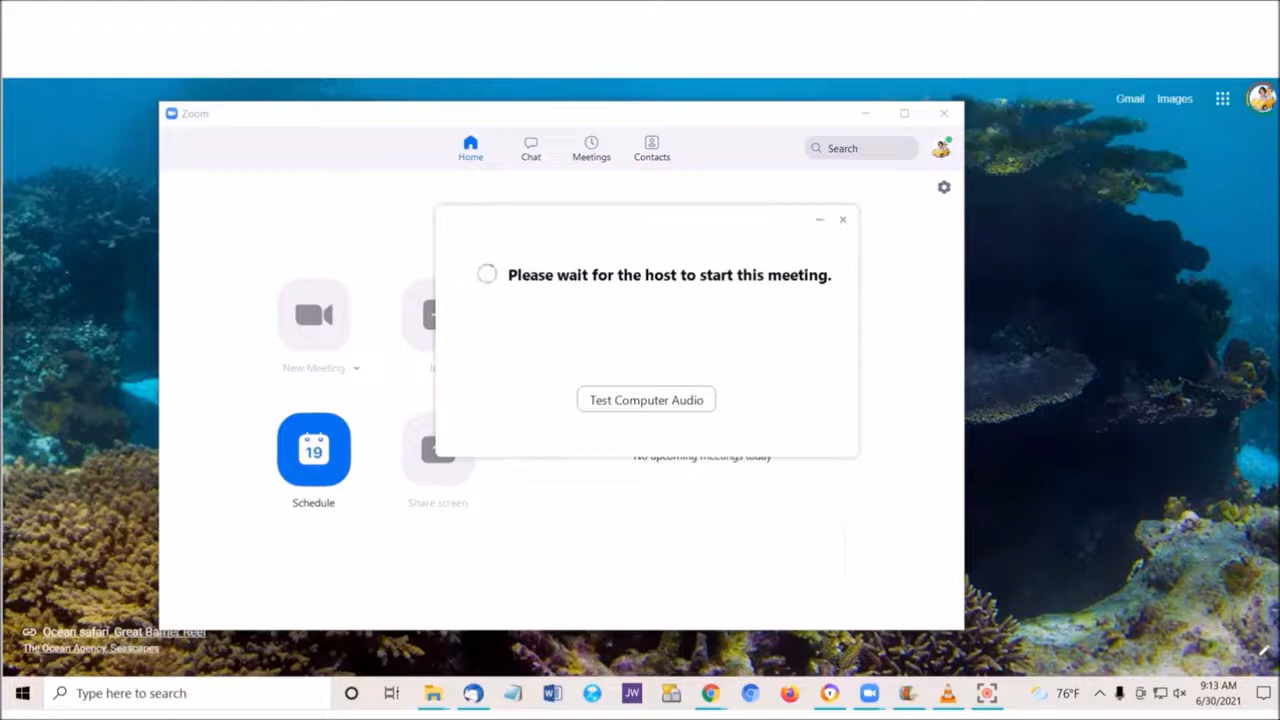 Gmail Images
Zoom
Home Chat Meetings Contacts
Search
Please wait for the host to start this meeting.
New Meeting
Test Computer Audio
19
No upcoming meetings today
Schedule
Share screen
Ocean safari, Great Barrier Reef
The Ocean Agency, Seascapes
Type here to search
W
JW
76°F
9:13 AM
6/30/2021